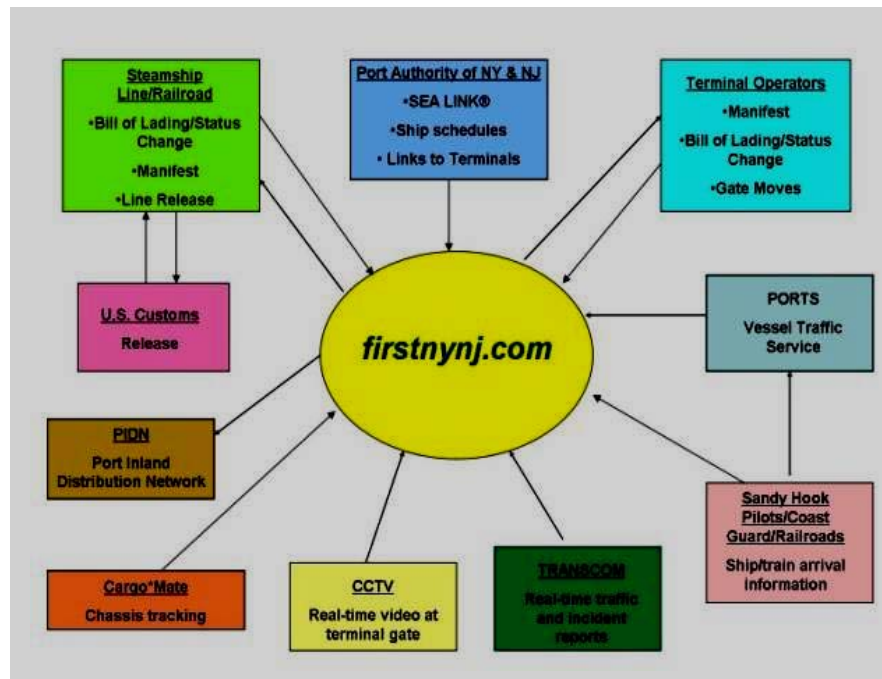 Steamship
Line/Railroad
•Bill of Lading/Status
Change
•Manifest
•Line Release
Port Authority of NY & NJ
•SEA LINK®
•Ship schedules
•Links to Terminals
Terminal Operators
•Manifest
•Bill of Lading/Status
Change
•Gate Moves
U.S. Customs
Release
firstnynj.com
PORTS
Vessel Traffic
Service
PIDN
Port Inland
Distribution Network
Sandy Hook
Pilots/Coast
Guard/Railroads
Ship/train arrival
information
Cargo*Mate
Chassis tracking
CCTV
Real-time video at
terminal gate
TRANSCOM
Real-time traffic
and incident
reports